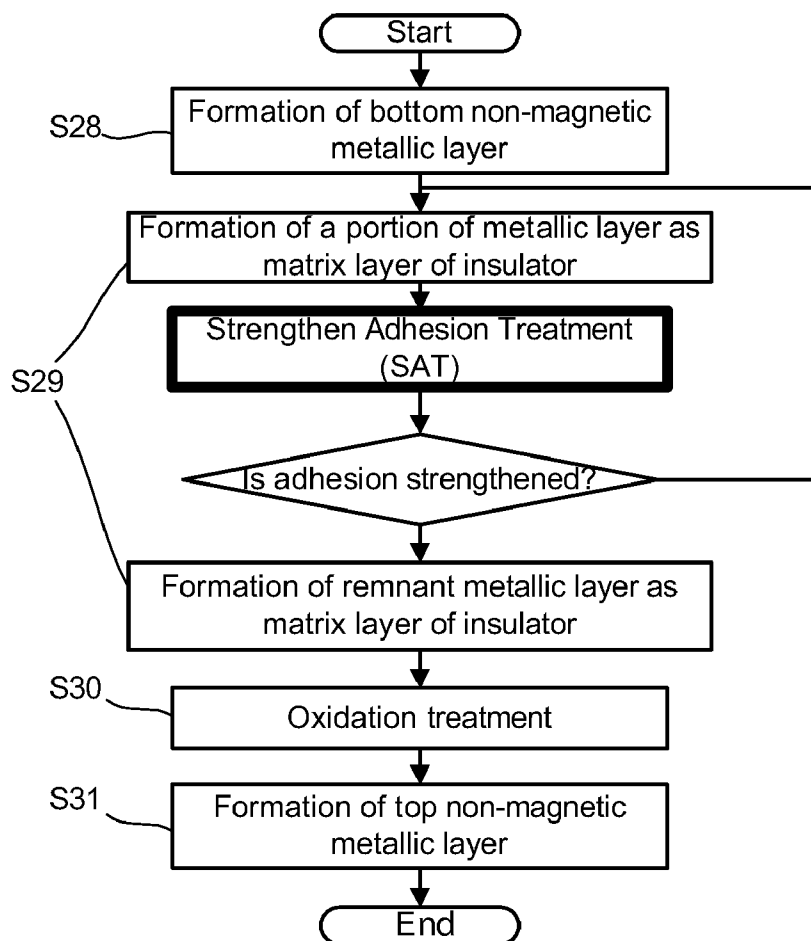 Start
S28
Formation of bottom non-magnetic
metallic layer
Formation of a portion of metallic layer as
matrix layer of insulator
Strengthen Adhesion Treatment
(SAT)
S29
Is adhesion strengthened?
Formation of remnant metallic layer as
matrix layer of insulator
S30
Oxidation treatment
S31
Formation of top non-magnetic
metallic layer
End